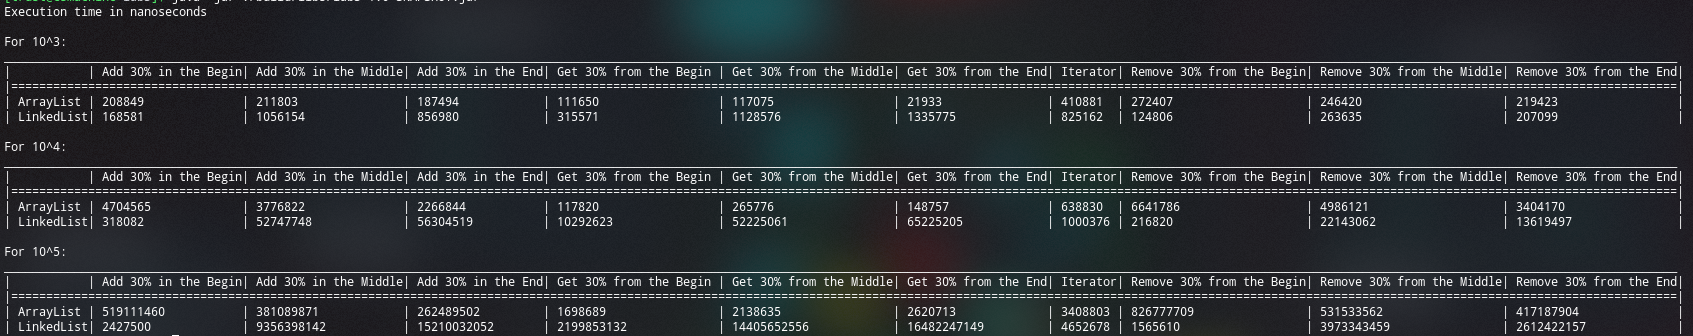 Execution time in nanoseconds
For 10^3:
| | Add 30% in the Begin| Add 30% in the Middle| Add 30% in the End| Get 30% from the Begin | Get 30% from the Middle| Get 30% from the End| Iterator| Remove 30% from the Begin| Remove 30% from the Middle| Remove 30% from the End|
| ArrayList | 208849 | 211803 | 187494 | 111650 | 117075 | 21921 | 410811 | 272407 | 246460 | 219423 |
| LinkedList| 168581 | 1056154 | 856980 | 315571 | 1128576 | 1335775 | 825162 | 124806 | 263635 | 207099 |
For 10^4:
| | Add 30% in the Begin| Add 30% in the Middle| Add 30% in the End| Get 30% from the Begin | Get 30% from the Middle| Get 30% from the End| Iterator| Remove 30% from the Begin| Remove 30% from the Middle| Remove 30% from the End|
| ArrayList | 4704565 | 3776822 | 2266844 | 117820 | 265776 | 148757 | 638830 | 6641786 | 4986121 | 3404170 |
| LinkedList| 318082 | 52747748 | 56304519 | 10292623 | 52225061 | 65225205 | 1000376 | 216820 | 22143062 | 13619497 |
For 10^5:
| | Add 30% in the Begin| Add 30% in the Middle| Add 30% in the End| Get 30% from the Begin | Get 30% from the Middle| Get 30% from the End| Iterator| Remove 30% from the Begin| Remove 30% from the Middle| Remove 30% from the End|
| ArrayList | 519111460 | 381089871 | 262489502 | 1698689 | 2138635 | 2620713 | 3408803 | 826777709 | 531533562 | 417187904 |
| LinkedList| 2427500 | 9356398142 | 15210032052 | 2199853132 | 14405652556 | 16482247149 | 4652678 | 1565610 | 3973343459 | 2612422157 |